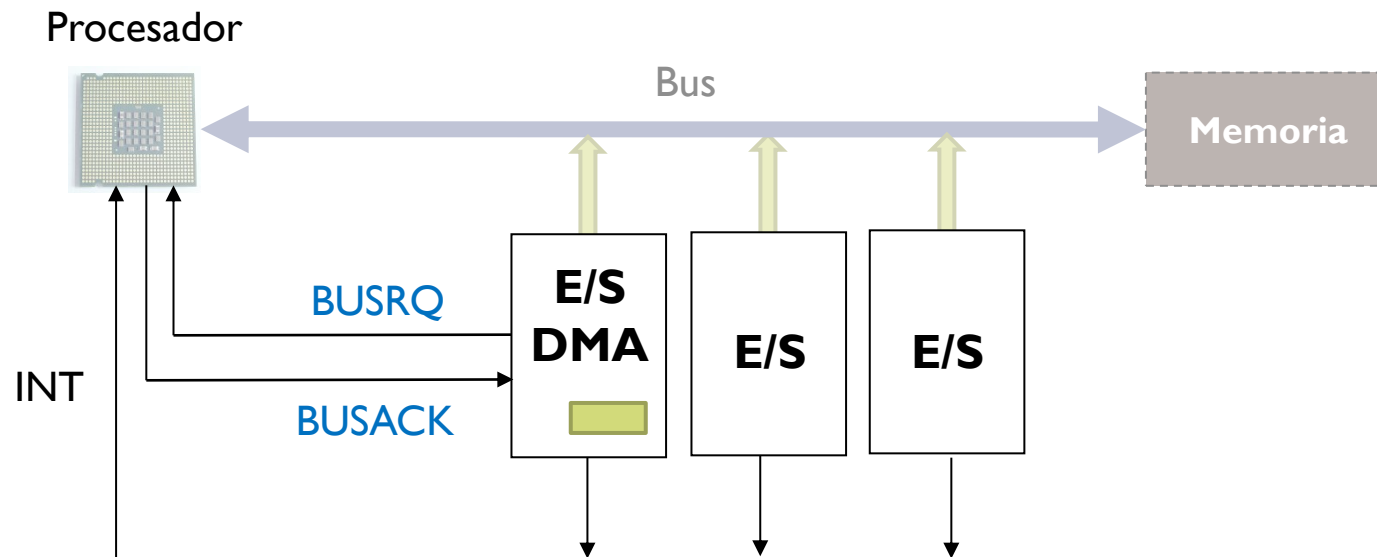 Procesador
Bus
Memoria
E/S
DMA
E/S
E/S
BUSRQ
INT
BUSACK